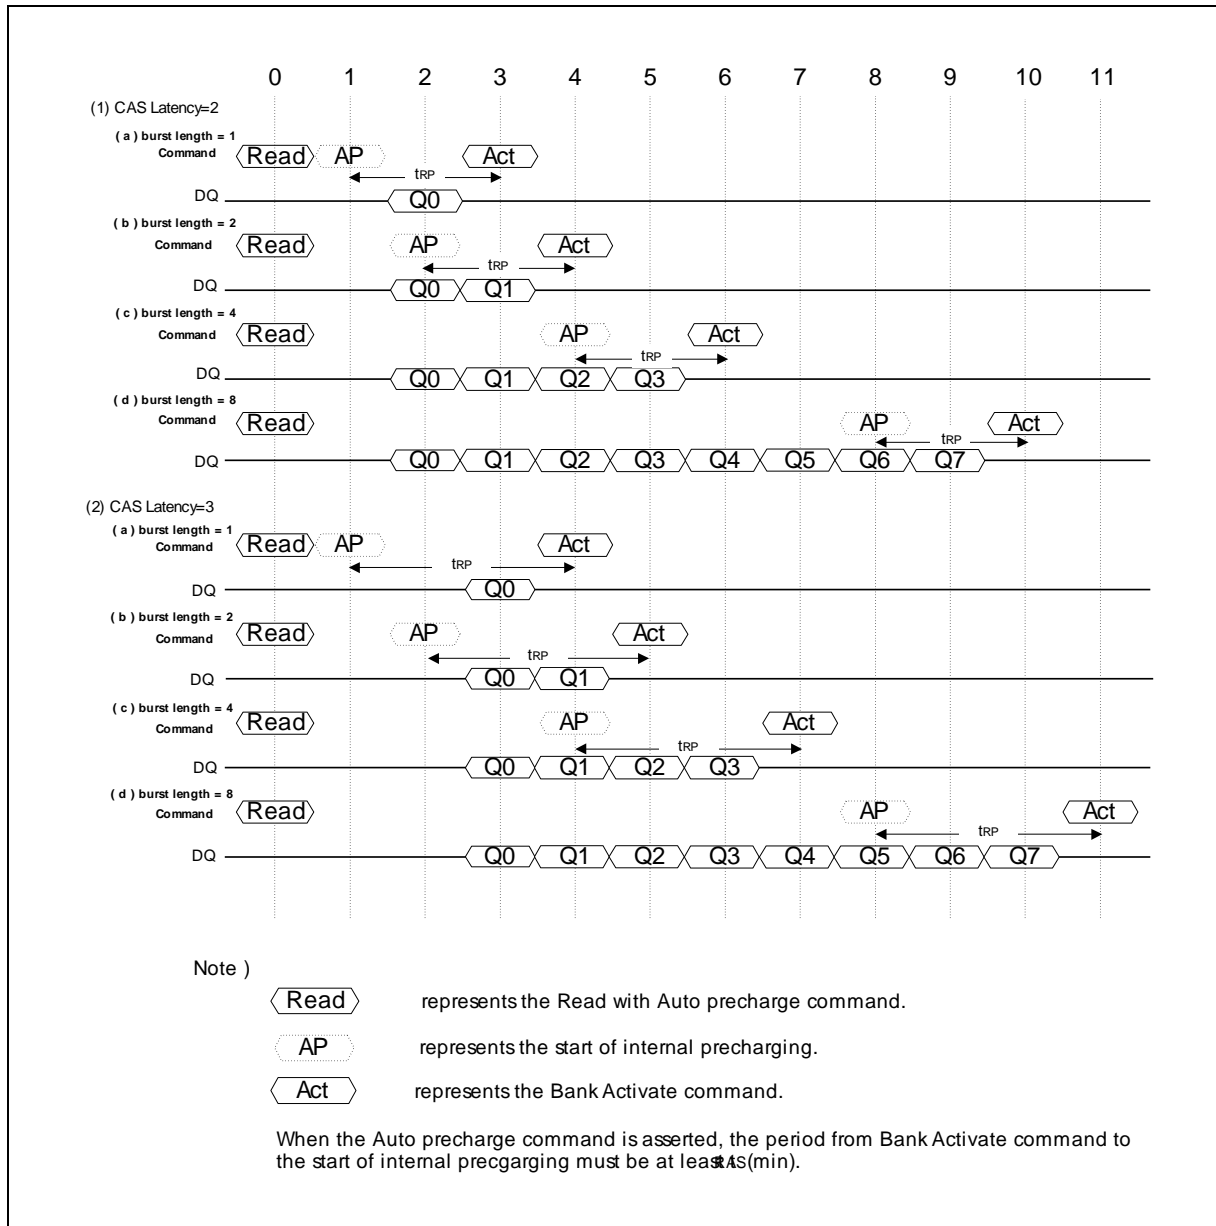 0 1 2 3 4 5 6 7 8 9 10 11
(1) CAS Latency=2
( a ) burst length = 1
Command Read AP Act
tRP
DQ Q0
( b ) burst length = 2
Command Read AP Act
tRP
DQ Q0 Q1
( c ) burst length = 4
Command Read AP Act
tRP
DQ Q0 Q1 Q2 Q3
( d ) burst length = 8
Command Read AP Act
tRP
DQ Q0 Q1 Q2 Q3 Q4 Q5 Q6 Q7
(2) CAS Latency=3
( a ) burst length = 1
Command Read AP Act
tRP
DQ Q0
( b ) burst length = 2
Command Read AP Act
tRP
DQ Q0 Q1
( c ) burst length = 4
Command Read AP Act
tRP
DQ Q0 Q1 Q2 Q3
( d ) burst length = 8
Command Read AP Act
tRP
DQ Q0 Q1 Q2 Q3 Q4 Q5 Q6 Q7
Note )
Read represents the Read with Auto precharge command.
AP represents the start of internal precharging.
Act represents the Bank Activate command.
When the Auto precharge command is asserted, the period from Bank Activate command to
the start of internal precgarging must be at least (min).